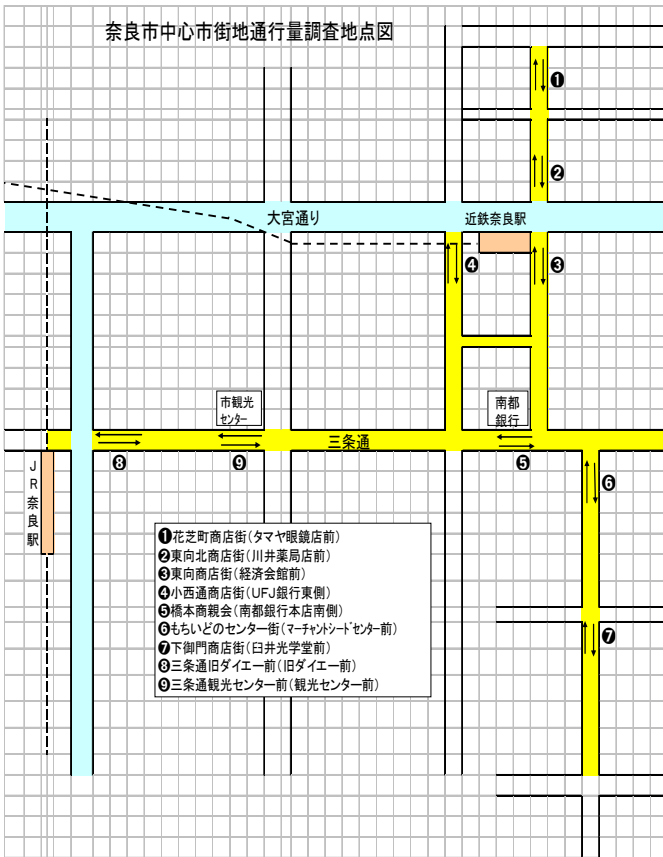 奈良市中心市街地通行量調査地点図
❶
❷
大宮通り
近鉄奈良駅
❹
❸
市観光
センター
南都
銀行
三条通
❽
❾
❺
JR奈良駅
❻
❶花芝町商店街(タマヤ眼鏡店前)
❷東向北商店街(川井薬局店前)
❸東向商店街(経済会館前)
❹小西通商店街(UFJ銀行東側)
❺橋本商親会(南都銀行本店南側)
❻もちいどのセンター街(マーチャントシードセンター前)
❼下御門商店街(臼井光学堂前)
❽三条通旧ダイエー前(旧ダイエー前)
❾三条通観光センター前(観光センター前)
❼